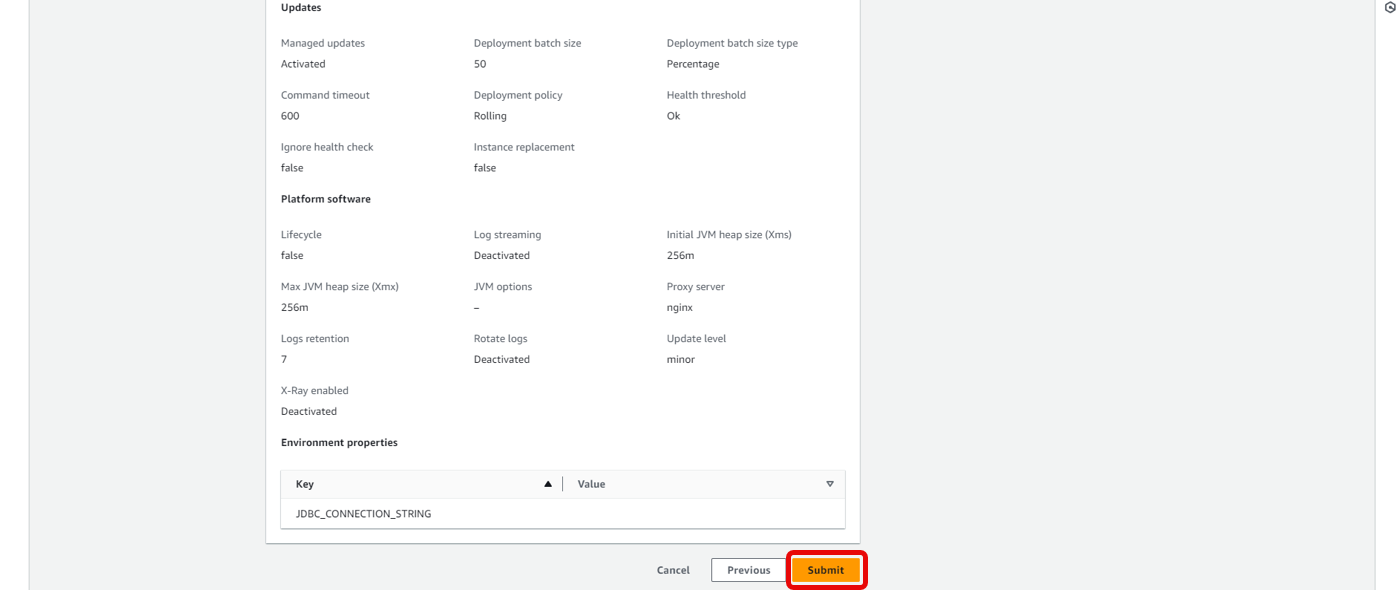 Updates
Managed updates Deployment batch size Deployment batch size type
Activated 50 Percentage
Command timeout Deployment policy Health threshold
600 Rolling Ok
Ignore health check Instance replacement
false false
Platform software
Lifecycle Log streaming Initial JVM heap size (Xms)
false Deactivated 256m
Max JVM heap size (Xmx) JVM options Proxy server
256m – nginx
Logs retention Rotate logs Update level
7 Deactivated minor
X-Ray enabled
Deactivated
Environment properties
Key Value
JDBC_CONNECTION_STRING
Cancel Previous Submit